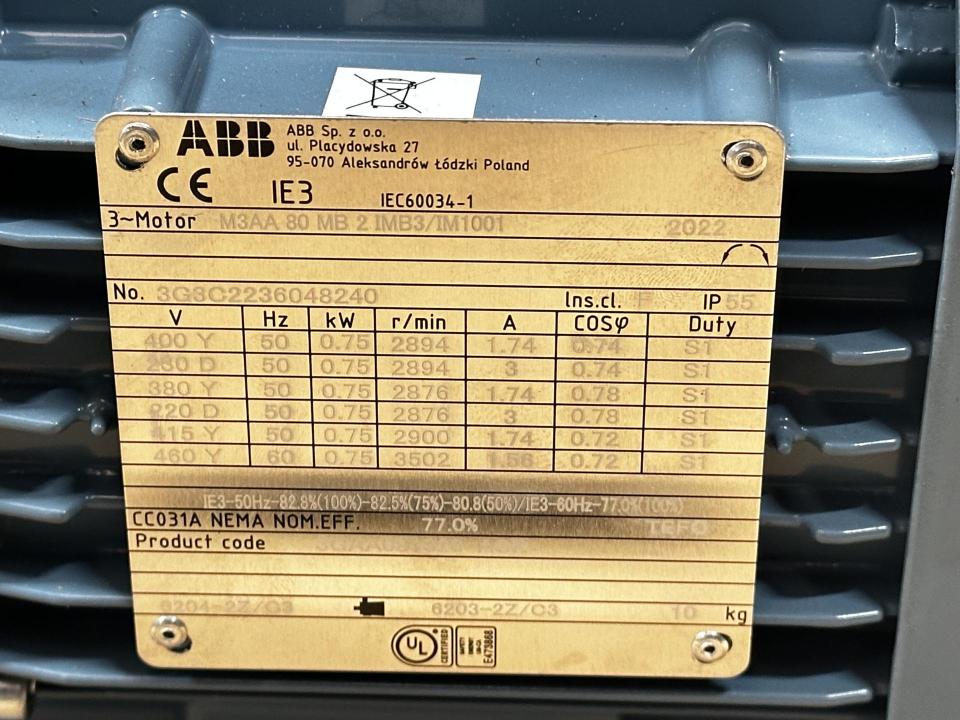 ABB
ABB Sp. z o.o.
ul. Placydowska 27
95-070 Aleksandrów Łódzki Poland
CE IE3 IEC60034-1
3~Motor M3AA 80 MB 2 IMB3/IM1001 2022
No. 3G3C2236048240 Ins.cl. F IP 55
V Hz kW r/min A COSφ Duty
400 Y 50 0.75 2894 1.74 0.74 S1
230 D 50 0.75 2894 3 0.74 S1
380 Y 50 0.75 2876 1.74 0.78 S1
220 D 50 0.75 2876 3 0.78 S1
415 Y 50 0.75 2900 1.74 0.72 S1
460 Y 60 0.75 3502 1.56 0.72 S1
IE3-50Hz-82.8%(100%)-82.5%(75%)-80.8(50%)/IE3-60Hz-77.0%(100%)
CC031A NEMA NOM.EFF. 77.0% TEFC
Product code
6204-2Z/C3 6203-2Z/C3 10 kg
UL CERTIFIED E473868